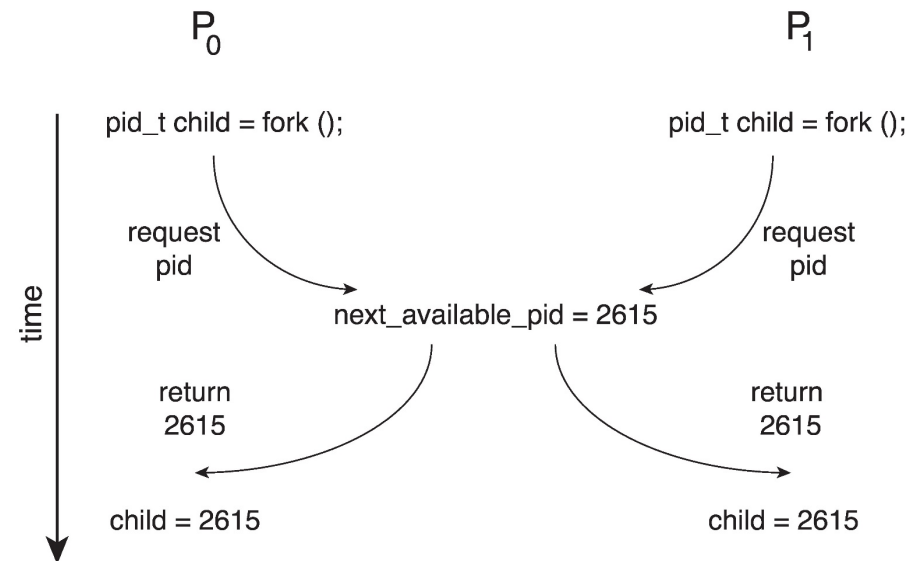 P0 P1
pid_t child = fork (); pid_t child = fork ();
request request
pid pid
next_available_pid = 2615
time
return return
2615 2615
child = 2615 child = 2615